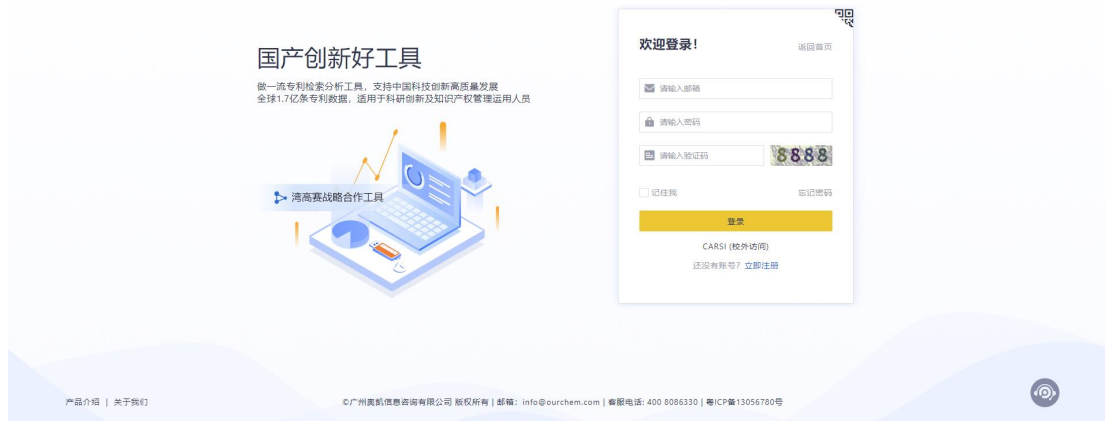 国产创新好工具
做一流专利检索分析工具，支持中国科技创新高质量发展
全球1.7亿条专利数据，适用于科研创新及知识产权管理运用人员
湾高赛战略合作工具
欢迎登录！
返回首页
请输入邮箱
请输入密码
请输入验证码
8888
记住我
忘记密码
登录
CARSI (校外访问)
还没有账号？立即注册
产品介绍 | 关于我们
©广州奥凯信息咨询有限公司 版权所有 | 邮箱：info@ourchem.com | 客服电话: 400 8086330 | 粤ICP备13056780号